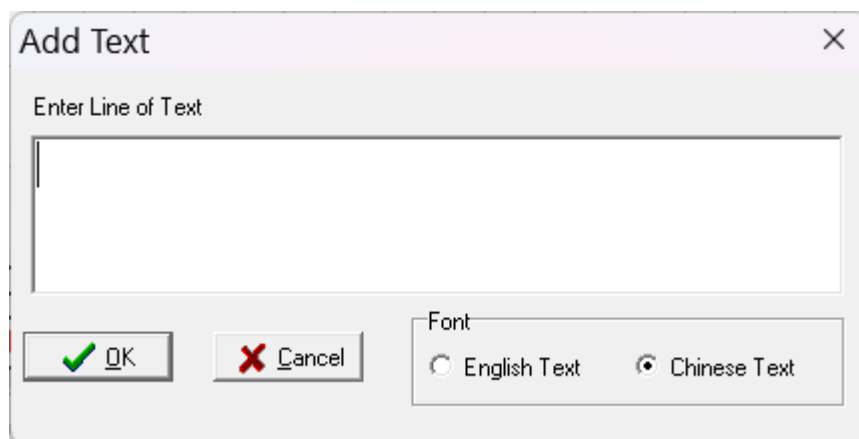 Add Text
Enter Line of Text
Font
OK
Cancel
English Text
Chinese Text